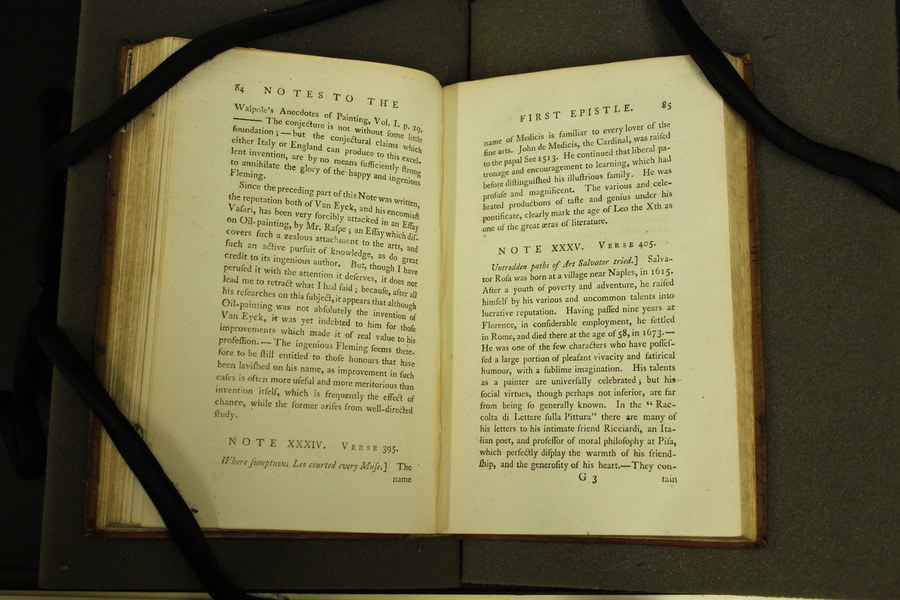 84 NOTES TO THE
Walpole's Anecdotes of Painting, Vol. I. p. 29.
—— The conjecture is not without ſome little
foundation; — but the conjectural claims which
either Italy or England can produce to this excel-
lent invention, are by no means ſufficiently ſtrong
to annihilate the glory of the happy and ingenious
Fleming.
Since the preceding part of this Note was written,
the reputation both of Van Eyck, and his encomiaſt
Vaſari, has been very forcibly attacked in an Eſſay
on Oil-painting, by Mr. Raſpe; an Eſſay which diſ-
covers ſuch a zealous attachment to the arts, and
ſuch an active purſuit of knowledge, as do great
credit to its ingenious author. But, though I have
peruſed it with the attention it deſerves, it does not
lead me to retract what I had ſaid; becauſe, after all
his reſearches on this ſubject, it appears that although
Oil-painting was not abſolutely the invention of
Van Eyck, it was yet indebted to him for thoſe
improvements which made it of real value to his
profeſſion. — The ingenious Fleming ſeems there-
fore to be ſtill entitled to thoſe honours that have
been laviſhed on his name, as improvement in ſuch
caſes is often more uſeful and more meritorious than
invention itſelf, which is frequently the effect of
chance, while the former ariſes from well-directed
ſtudy.
NOTE XXXIV. VERSE 395.
Where ſumptuous Leo courted every Muſe.] The
name
FIRST EPISTLE. 85
name of Medicis is familiar to every lover of the
fine arts. John de Medicis, the Cardinal, was raiſed
to the papal See 1513. He continued that liberal pa-
tronage and encouragement to learning, which had
before diſtinguiſhed his illuſtrious family. He was
profuſe and magnificent. The various and cele-
brated productions of taſte and genius under his
pontificate, clearly mark the age of Leo the Xth as
one of the great æras of literature.
NOTE XXXV. VERSE 405.
Untrodden paths of Art Salvator tried.] Salva-
tor Roſa was born at a village near Naples, in 1615.
After a youth of poverty and adventure, he raiſed
himſelf by his various and uncommon talents into
lucrative reputation. Having paſſed nine years at
Florence, in conſiderable employment, he ſettled
in Rome, and died there at the age of 58, in 1673.—
He was one of the few characters who have poſſeſ-
ſed a large portion of pleaſant vivacity and ſatirical
humour, with a ſublime imagination. His talents
as a painter are univerſally celebrated; but his
ſocial virtues, though perhaps not inferior, are far
from being ſo generally known. In the "Rac-
colta di Lettere ſulla Pittura" there are many of
his letters to his intimate friend Ricciardi, an Ita-
lian poet, and profeſſor of moral philoſophy at Piſa,
which perfectly diſplay the warmth of his friend-
ſhip, and the generoſity of his heart.—They con-
G 3 tain